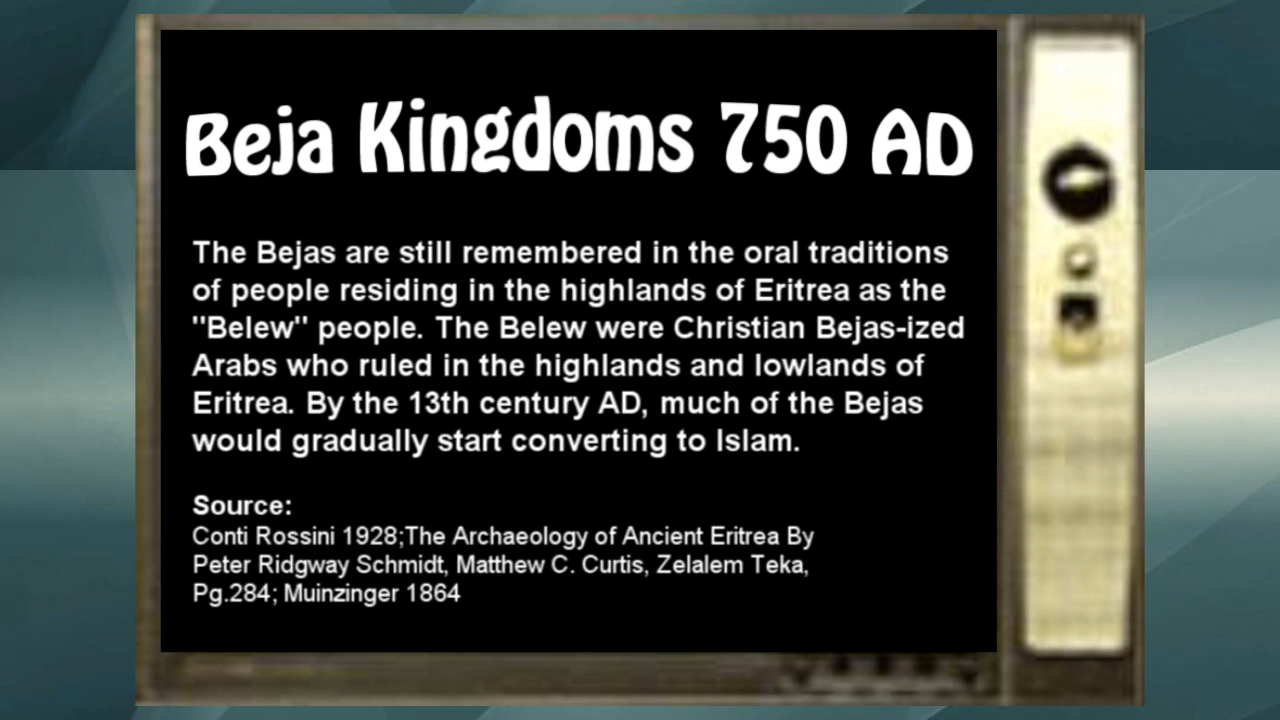 Beja Kingdoms 750 AD
The Bejas are still remembered in the oral traditions
of people residing in the highlands of Eritrea as the
"Belew" people. The Belew were Christian Bejas-ized
Arabs who ruled in the highlands and lowlands of
Eritrea. By the 13th century AD, much of the Bejas
would gradually start converting to Islam.
Source:
Conti Rossini 1928;The Archaeology of Ancient Eritrea By
Peter Ridgway Schmidt, Matthew C. Curtis, Zelalem Teka,
Pg.284; Muinzinger 1864